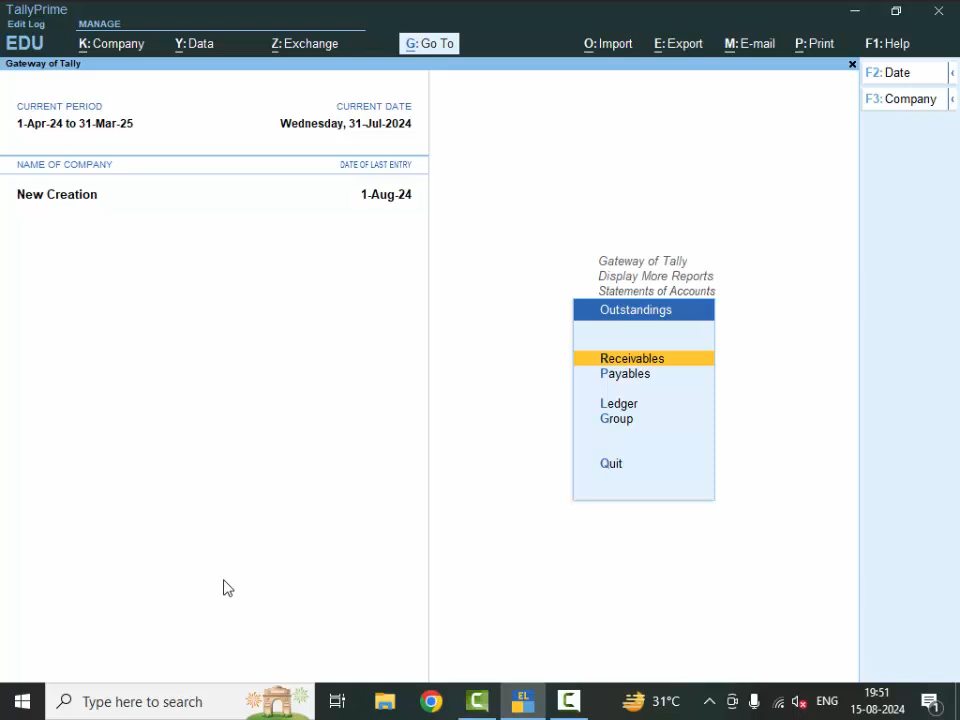 TallyPrime
Edit Log
EDU
MANAGE
K: Company Y: Data Z: Exchange G: Go To O: Import E: Export M: E-mail P: Print F1: Help
Gateway of Tally
F2: Date
F3: Company
CURRENT PERIOD CURRENT DATE
1-Apr-24 to 31-Mar-25 Wednesday, 31-Jul-2024
NAME OF COMPANY DATE OF LAST ENTRY
New Creation 1-Aug-24
Gateway of Tally
Display More Reports
Statements of Accounts
Outstandings
Receivables
Payables
Ledger
Group
Quit
Type here to search
EL
31°C
ENG
19:51
15-08-2024
1